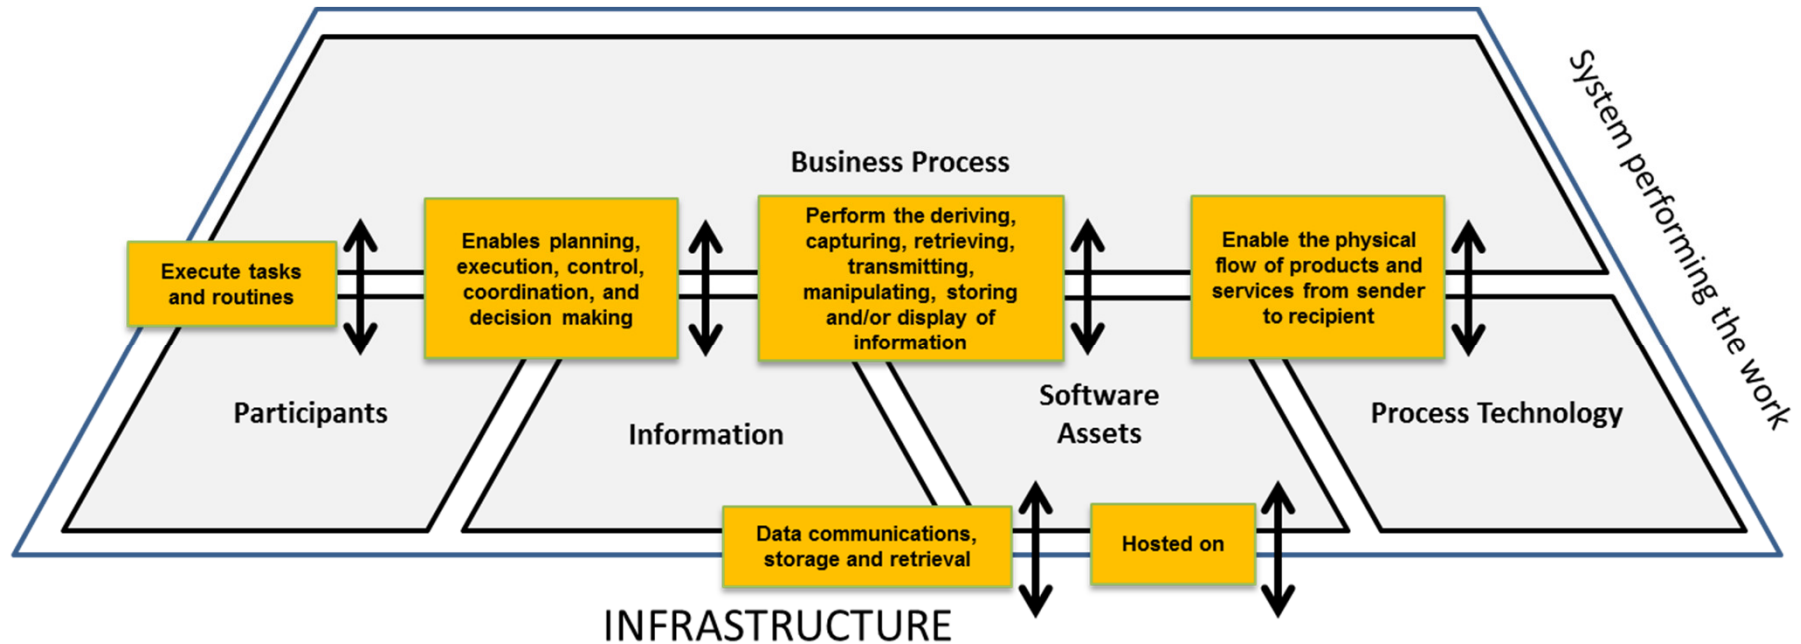 System performing the work
Business Process
Execute tasks
and routines
Enables planning,
execution, control,
coordination, and
decision making
Perform the deriving,
capturing, retrieving,
transmitting,
manipulating, storing
and/or display of
information
Enable the physical
flow of products and
services from sender
to recipient
Participants
Information
Software
Assets
Process Technology
Data communications,
storage and retrieval
Hosted on
INFRASTRUCTURE